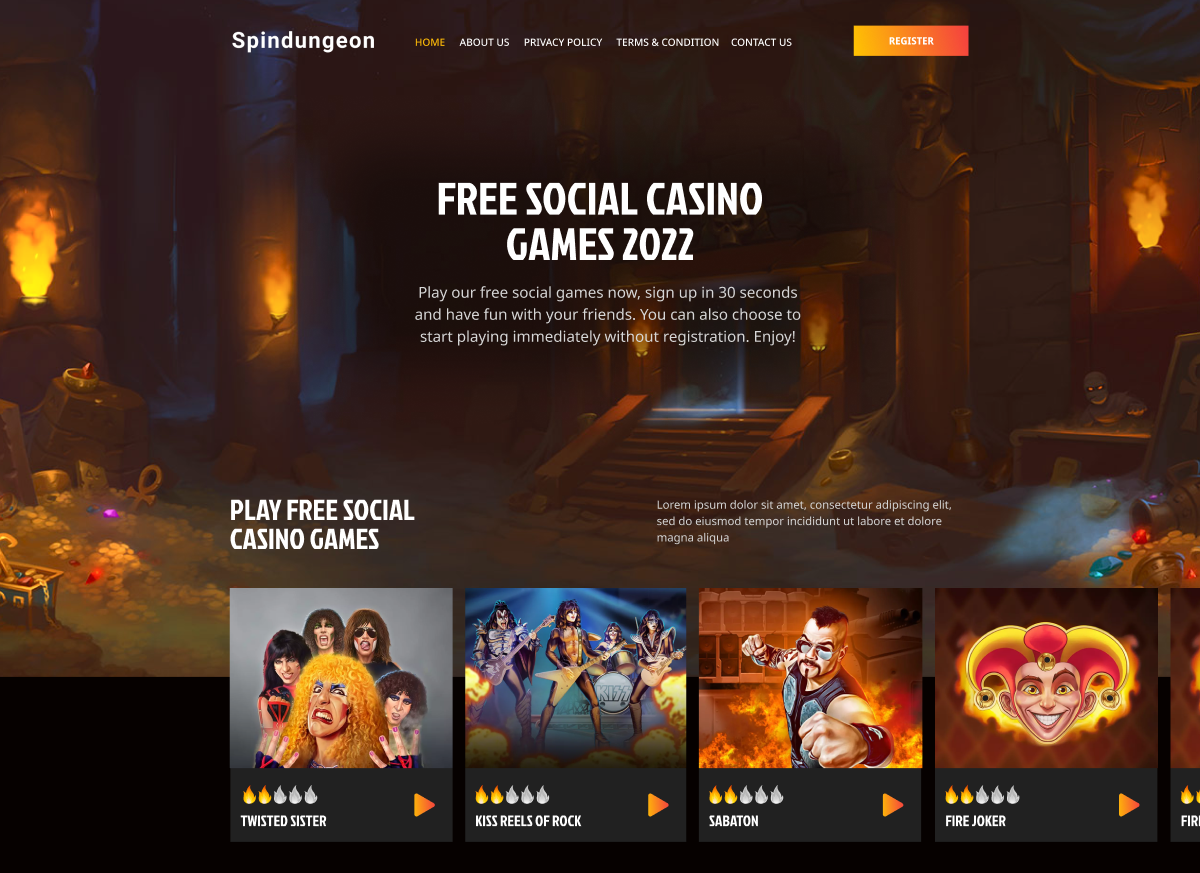 Spindungeon
HOME ABOUT US PRIVACY POLICY TERMS & CONDITION CONTACT US
REGISTER
FREE SOCIAL CASINO
GAMES 2022
Play our free social games now, sign up in 30 seconds
and have fun with your friends. You can also choose to
start playing immediately without registration. Enjoy!
PLAY FREE SOCIAL
CASINO GAMES
Lorem ipsum dolor sit amet, consectetur adipiscing elit,
sed do eiusmod tempor incididunt ut labore et dolore
magna aliqua
KISS
TWISTED SISTER
KISS REELS OF ROCK
SABATON
FIRE JOKER